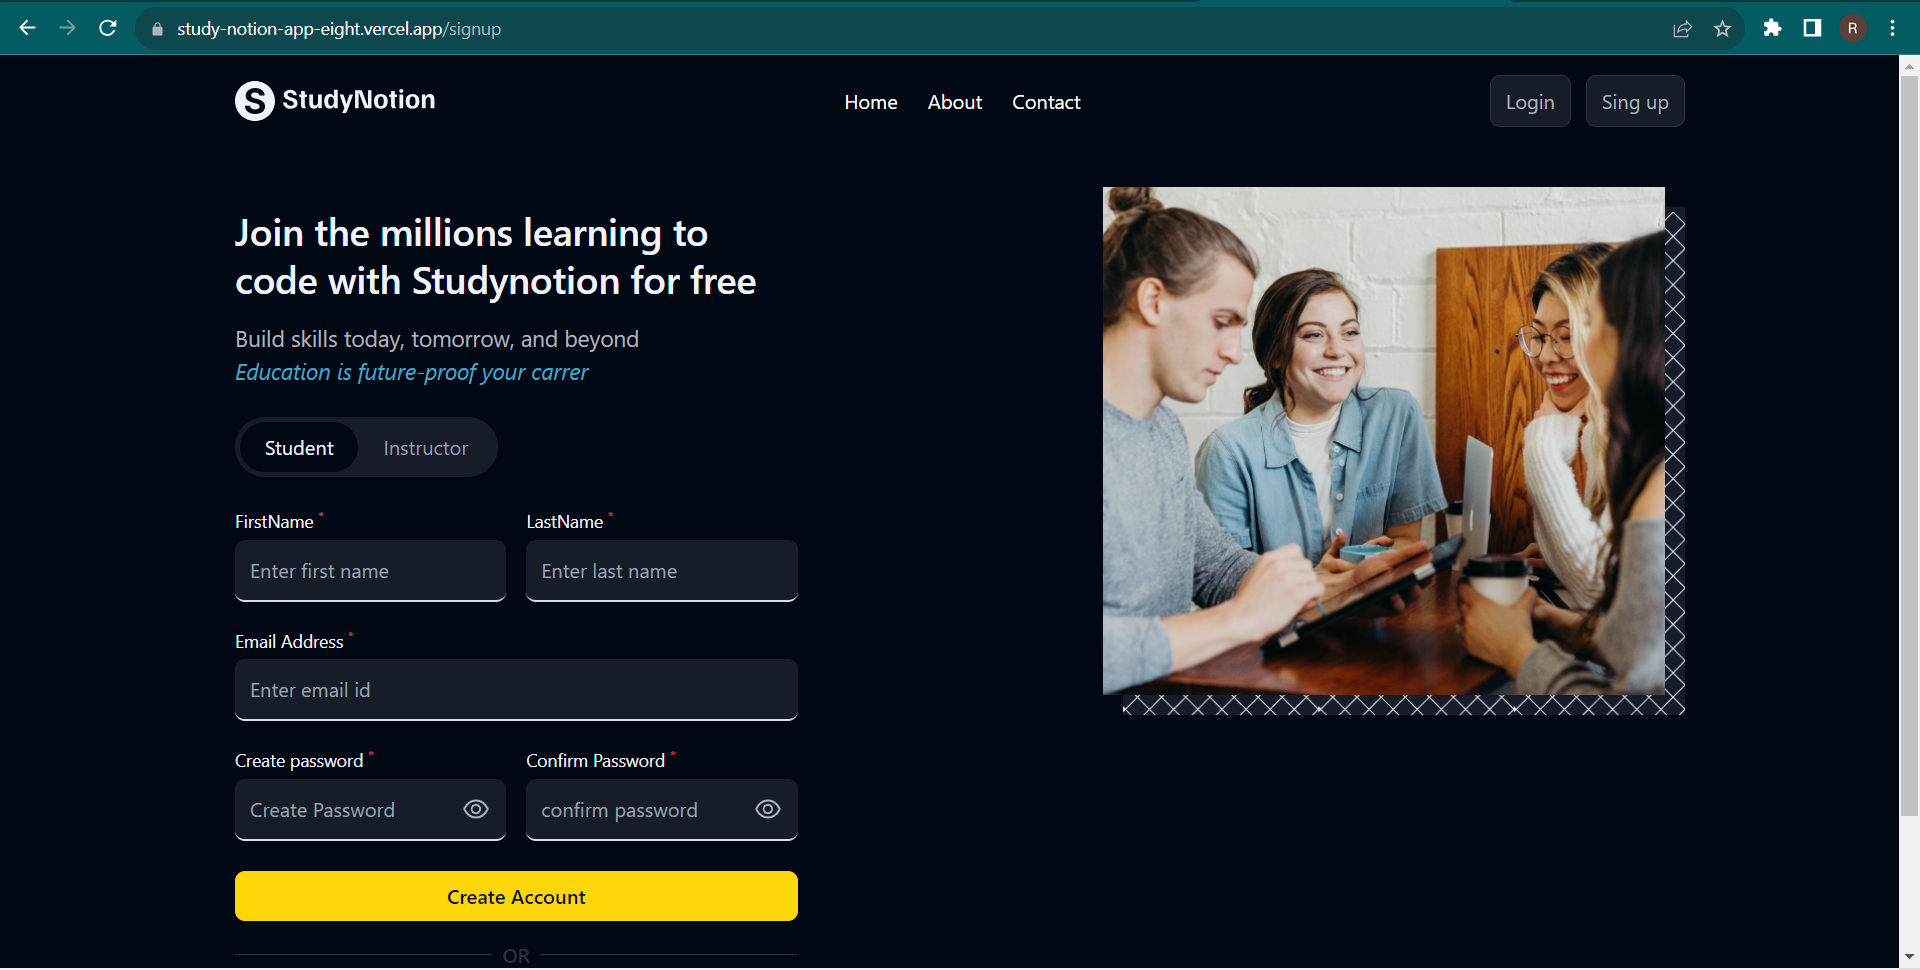 study-notion-app-eight.vercel.app/signup
R
S StudyNotion
Home About Contact
Login Sing up
Join the millions learning to
code with Studynotion for free
Build skills today, tomorrow, and beyond
Education is future-proof your carrer
Student Instructor
FirstName * LastName *
Enter first name Enter last name
Email Address *
Enter email id
Create password * Confirm Password *
Create Password confirm password
Create Account
OR